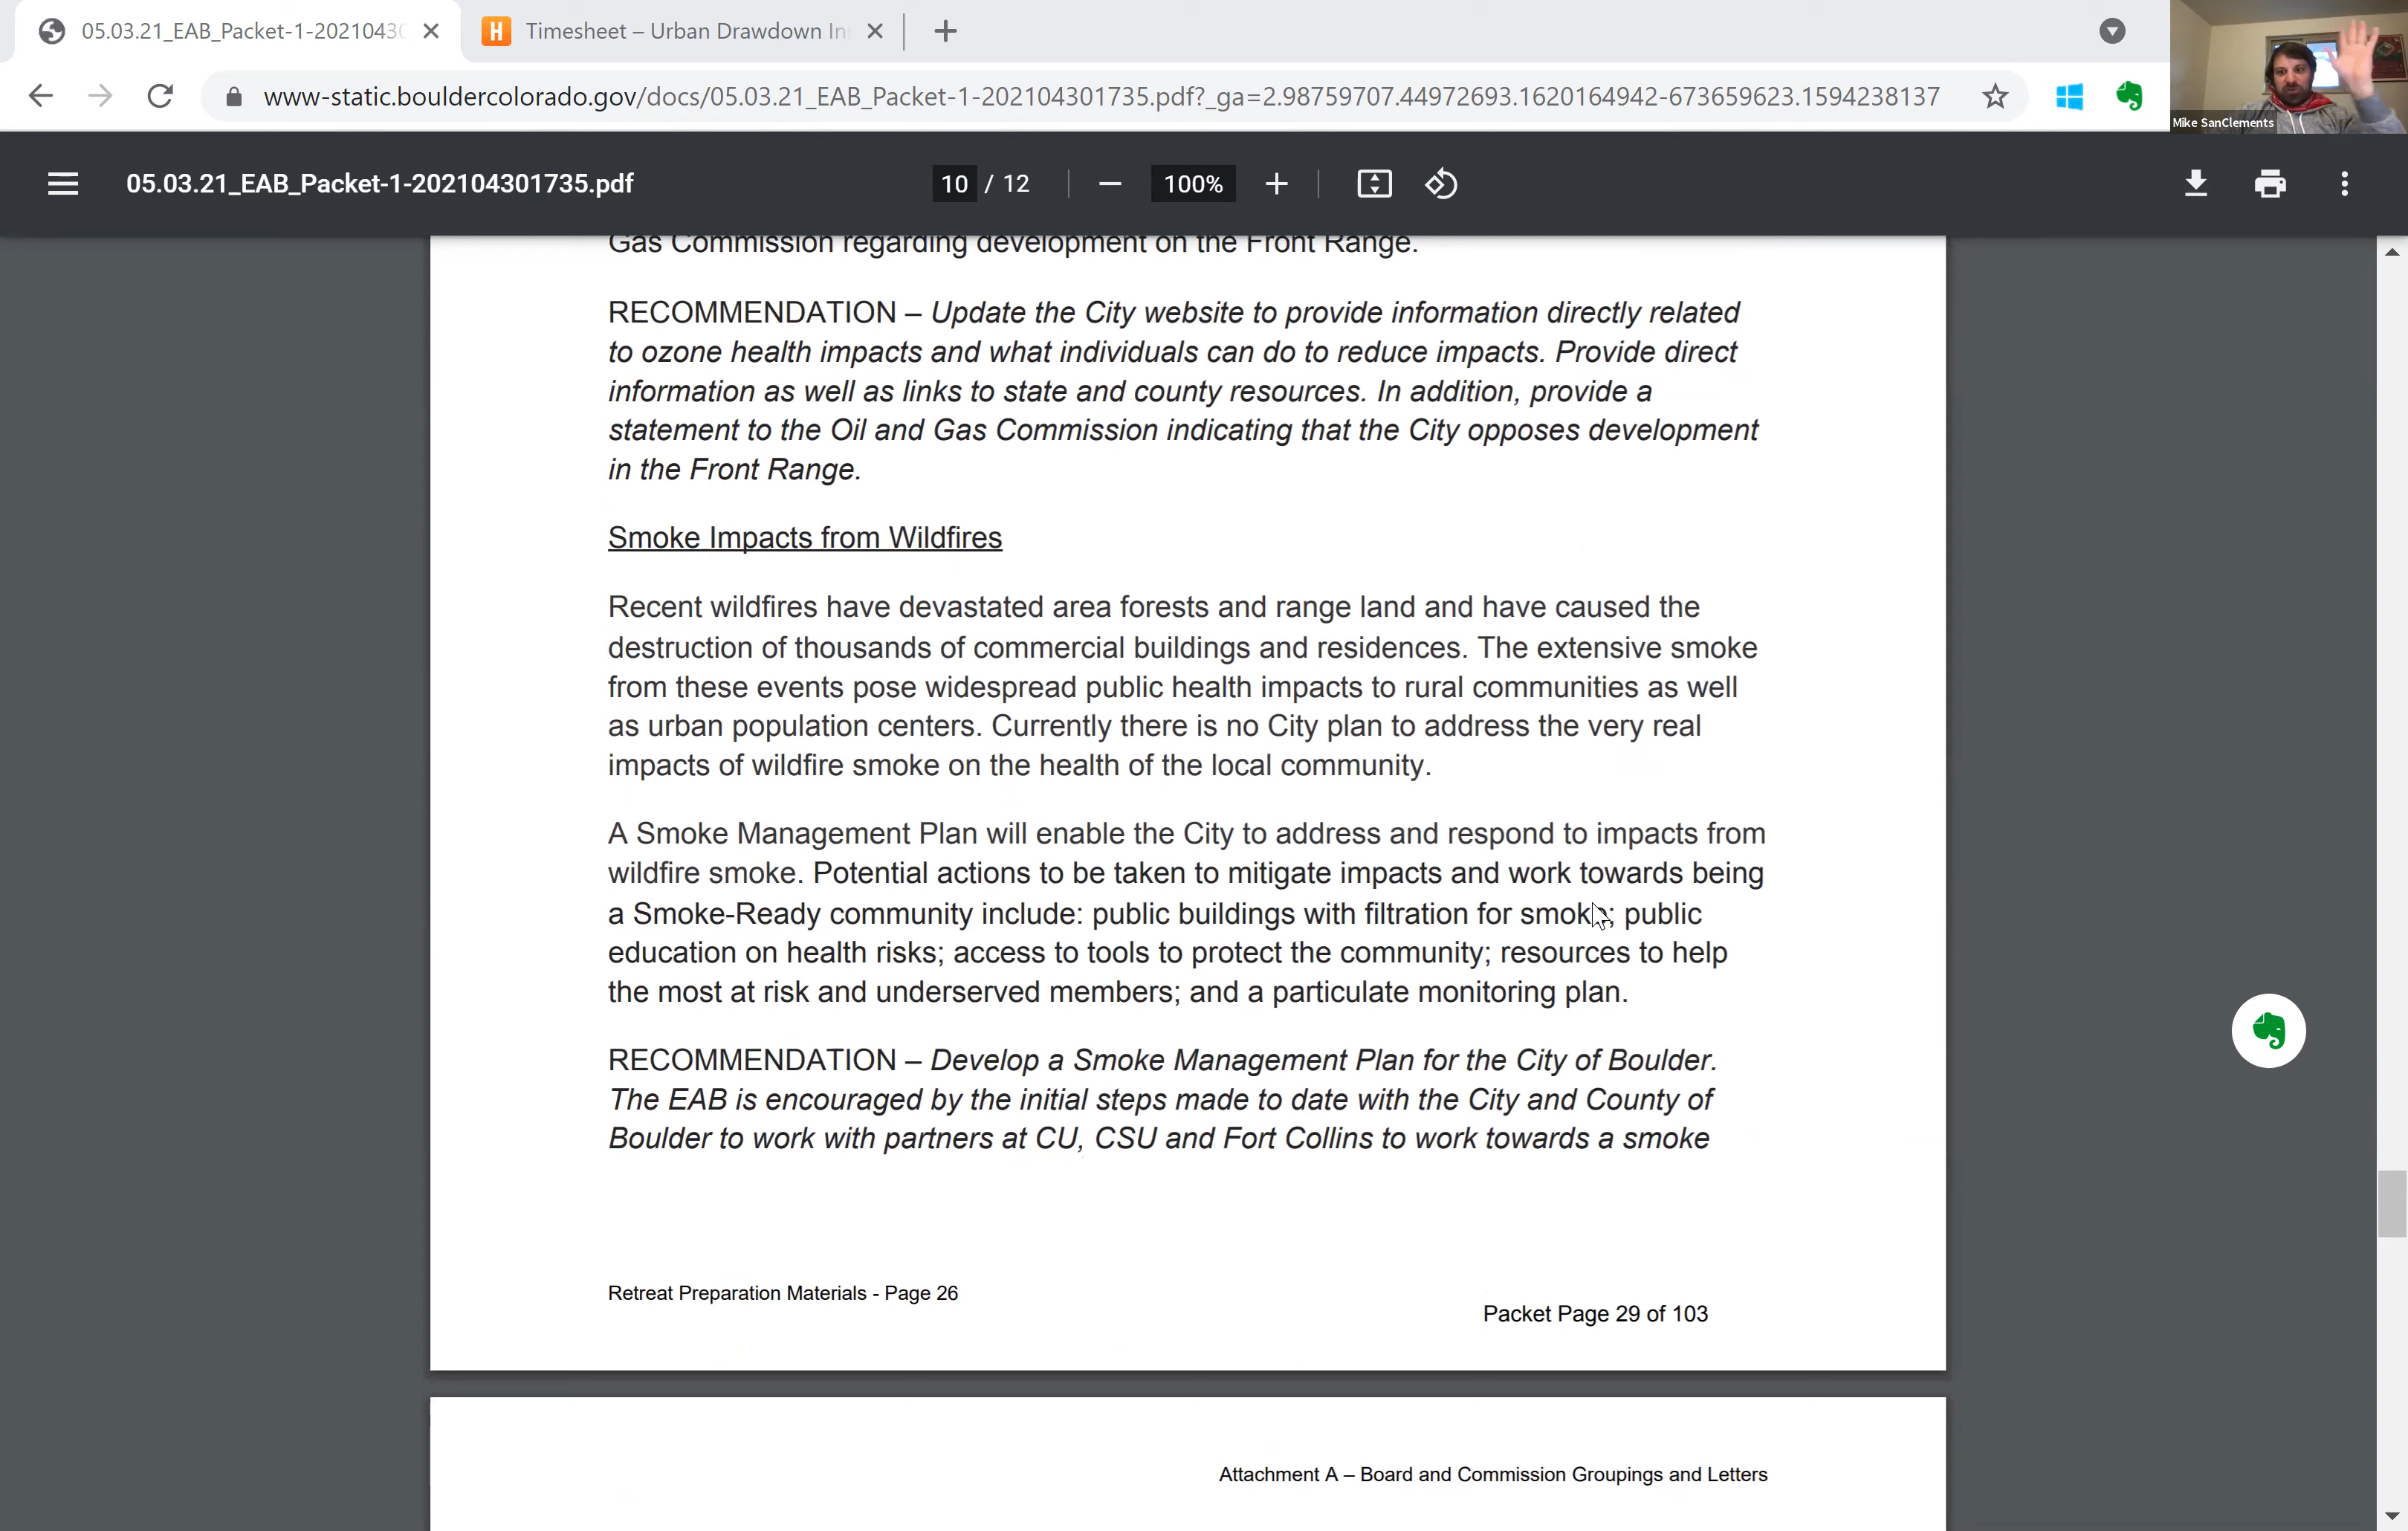 05.03.21_EAB_Packet-1-20210430
H Timesheet – Urban Drawdown In
www-static.bouldercolorado.gov/docs/05.03.21_EAB_Packet-1-202104301735.pdf?_ga=2.98759707.44972693.1620164942-673659623.1594238137
Mike SanClements
05.03.21_EAB_Packet-1-202104301735.pdf
10 / 12
100%
Gas Commission regarding development on the Front Range.
RECOMMENDATION – Update the City website to provide information directly related
to ozone health impacts and what individuals can do to reduce impacts. Provide direct
information as well as links to state and county resources. In addition, provide a
statement to the Oil and Gas Commission indicating that the City opposes development
in the Front Range.
Smoke Impacts from Wildfires
Recent wildfires have devastated area forests and range land and have caused the
destruction of thousands of commercial buildings and residences. The extensive smoke
from these events pose widespread public health impacts to rural communities as well
as urban population centers. Currently there is no City plan to address the very real
impacts of wildfire smoke on the health of the local community.
A Smoke Management Plan will enable the City to address and respond to impacts from
wildfire smoke. Potential actions to be taken to mitigate impacts and work towards being
a Smoke-Ready community include: public buildings with filtration for smoke; public
education on health risks; access to tools to protect the community; resources to help
the most at risk and underserved members; and a particulate monitoring plan.
RECOMMENDATION – Develop a Smoke Management Plan for the City of Boulder.
The EAB is encouraged by the initial steps made to date with the City and County of
Boulder to work with partners at CU, CSU and Fort Collins to work towards a smoke
Retreat Preparation Materials - Page 26
Packet Page 29 of 103
Attachment A – Board and Commission Groupings and Letters